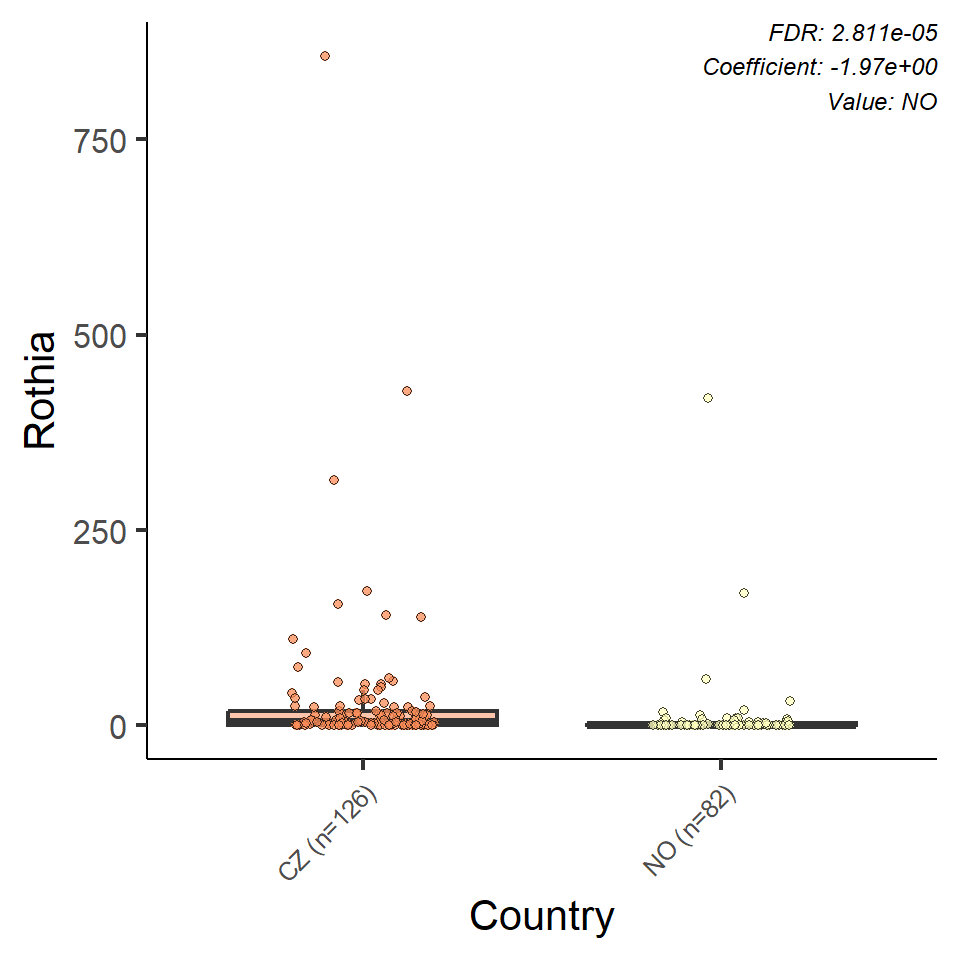 FDR: 2.811e-05
Coefficient: -1.97e+00
Value: NO
750
500
250
0
Rothia
CZ (n=126)
NO (n=82)
Country